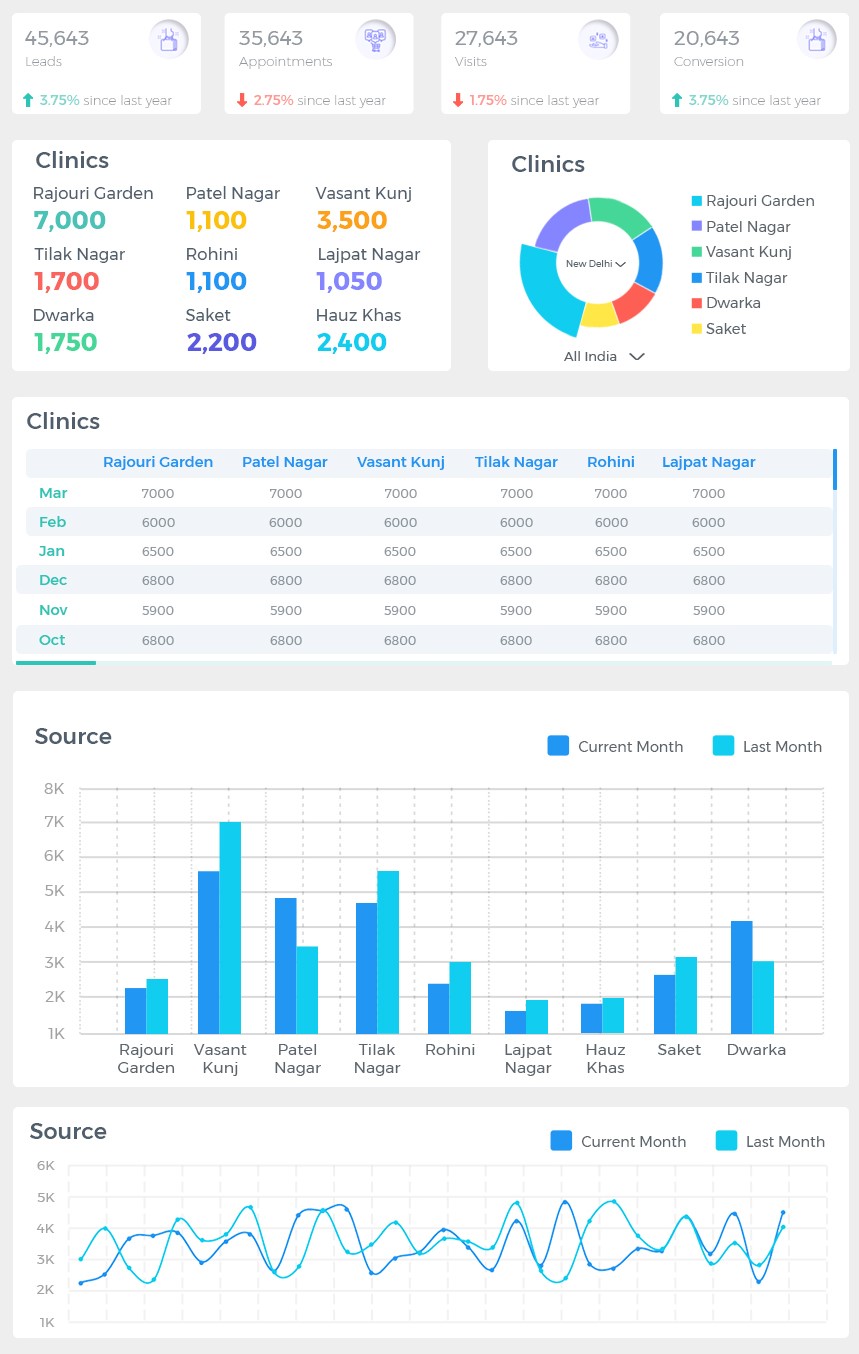 45,643
Leads
3.75% since last year
35,643
Appointments
2.75% since last year
27,643
Visits
1.75% since last year
20,643
Conversion
3.75% since last year
Clinics
Rajouri Garden Patel Nagar Vasant Kunj
7,000 1,100 3,500
Tilak Nagar Rohini Lajpat Nagar
1,700 1,100 1,050
Dwarka Saket Hauz Khas
1,750 2,200 2,400
Clinics
New Delhi
All India
Rajouri Garden
Patel Nagar
Vasant Kunj
Tilak Nagar
Dwarka
Saket
Clinics
Rajouri Garden Patel Nagar Vasant Kunj Tilak Nagar Rohini Lajpat Nagar
Mar 7000 7000 7000 7000 7000 7000
Feb 6000 6000 6000 6000 6000 6000
Jan 6500 6500 6500 6500 6500 6500
Dec 6800 6800 6800 6800 6800 6800
Nov 5900 5900 5900 5900 5900 5900
Oct 6800 6800 6800 6800 6800 6800
Source
Current Month Last Month
8K
7K
6K
5K
4K
3K
2K
1K
Rajouri Vasant Patel Tilak Rohini Lajpat Hauz Saket Dwarka
Garden Kunj Nagar Nagar Nagar Khas
Source
Current Month Last Month
6K
5K
4K
3K
2K
1K